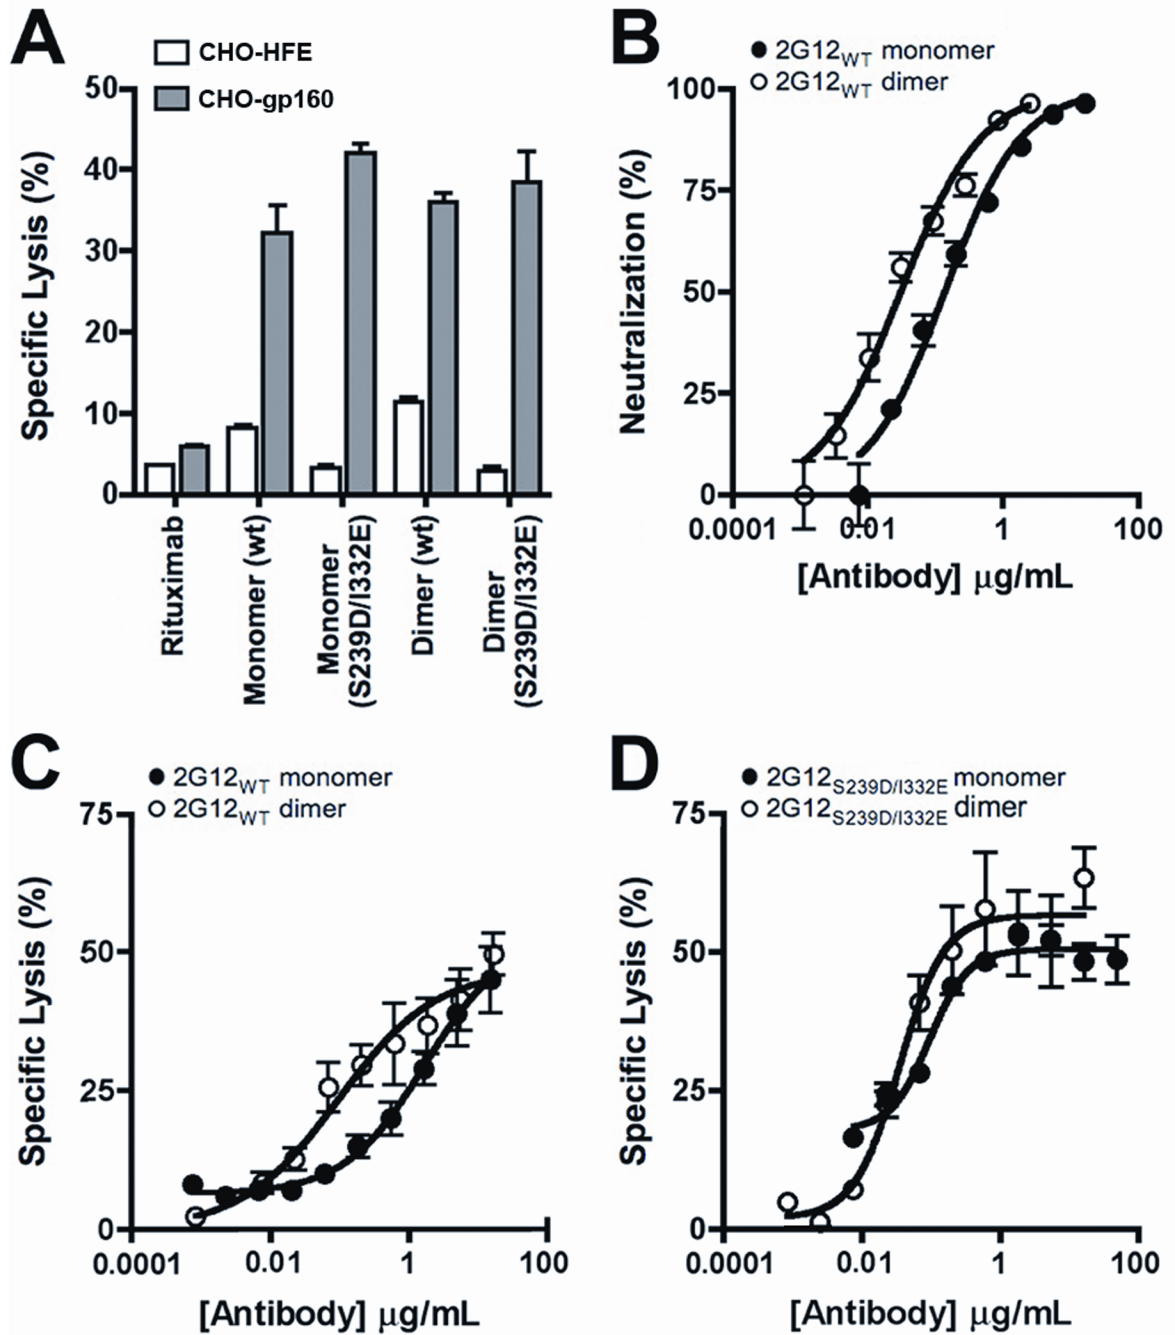 A
CHO-HFE
CHO-gp160
50
40
30
20
10
0
Specific Lysis (%)
Rituximab
Monomer (wt)
Monomer
(S239D/I332E)
Dimer (wt)
Dimer
(S239D/I332E)
B
2G12WT monomer
2G12WT dimer
100
75
50
25
0
Neutralization (%)
0.0001 0.01 1 100
[Antibody] μg/mL
C
2G12WT monomer
2G12WT dimer
75
50
25
0
Specific Lysis (%)
0.0001 0.01 1 100
[Antibody] μg/mL
D
2G12S239D/I332E monomer
2G12S239D/I332E dimer
75
50
25
0
Specific Lysis (%)
0.0001 0.01 1 100
[Antibody] μg/mL